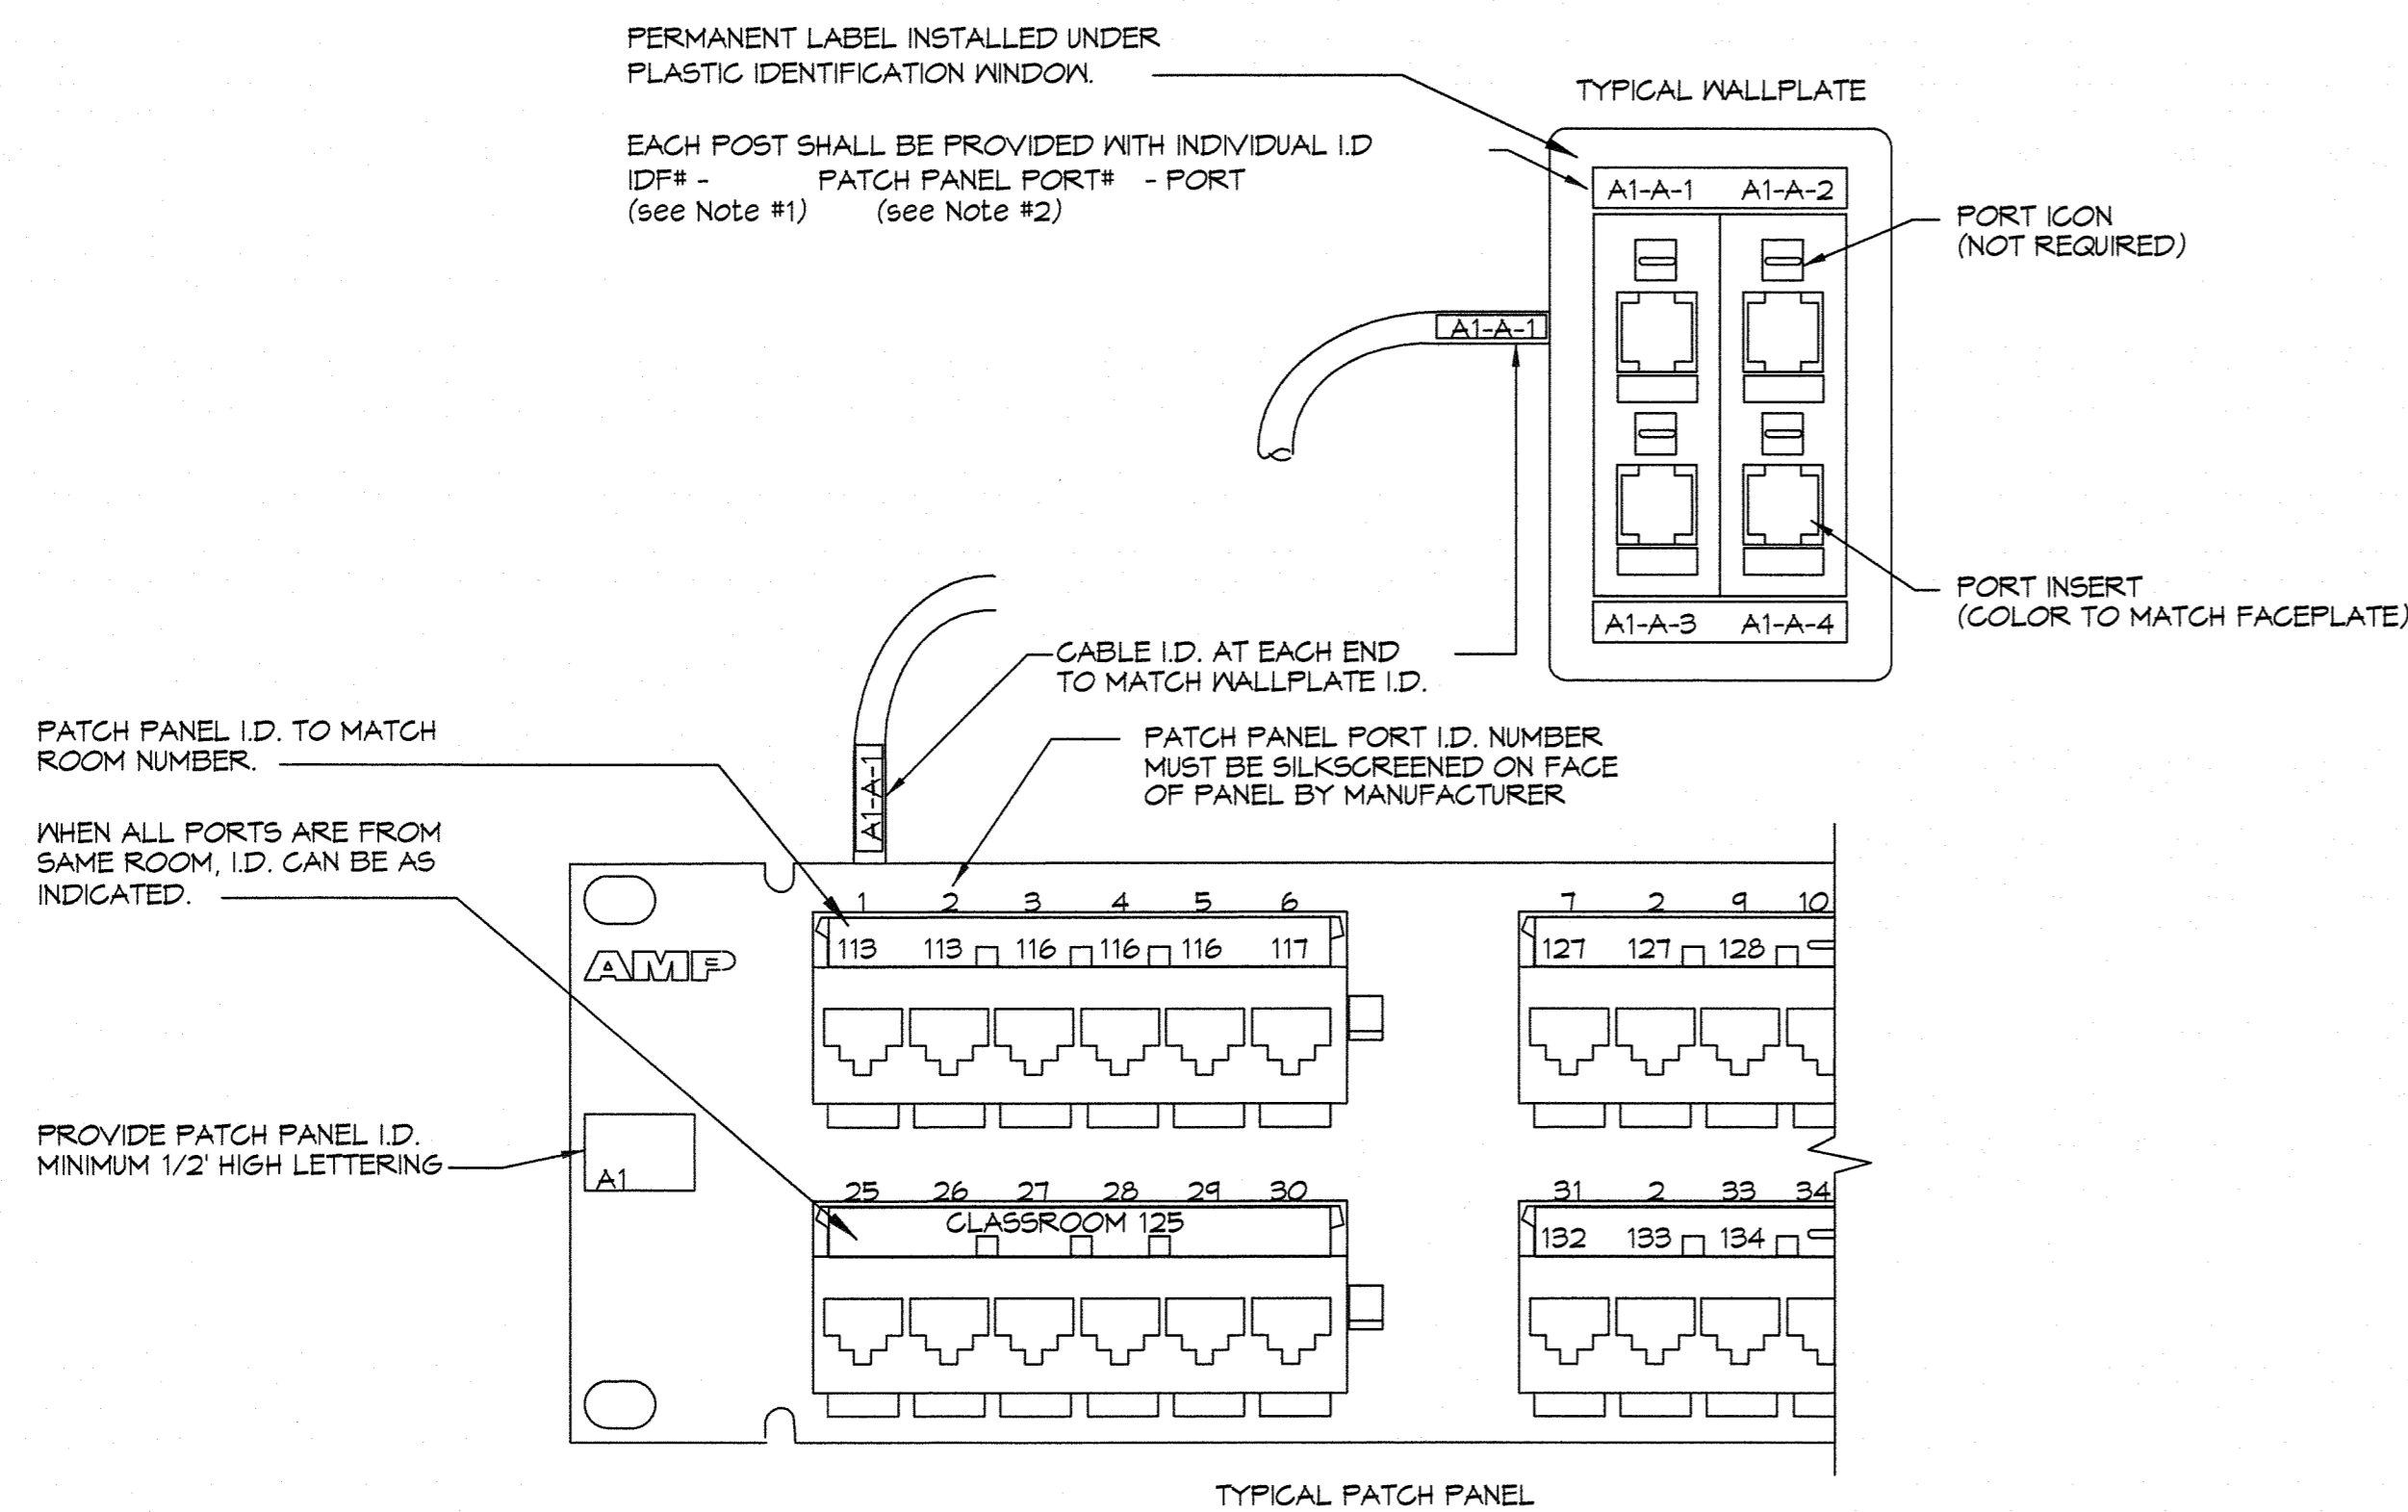 PERMANENT LABEL INSTALLED UNDER
PLASTIC IDENTIFICATION WINDOW.
TYPICAL WALLPLATE
EACH POST SHALL BE PROVIDED WITH INDIVIDUAL I.D
IDF# - PATCH PANEL PORT# - PORT
(see Note #1) (see Note #2)
A1-A-1 A1-A-2
PORT ICON
(NOT REQUIRED)
A1-A-1
PORT INSERT
(COLOR TO MATCH FACEPLATE)
A1-A-3 A1-A-4
CABLE I.D. AT EACH END
TO MATCH WALLPLATE I.D.
PATCH PANEL I.D. TO MATCH
ROOM NUMBER.
A1-A-1
PATCH PANEL PORT I.D. NUMBER
MUST BE SILKSCREENED ON FACE
OF PANEL BY MANUFACTURER
WHEN ALL PORTS ARE FROM
SAME ROOM, I.D. CAN BE AS
INDICATED.
1 2 3 4 5 6 7 2 9 10
113 113 116 116 116 117 127 127 128
AMP
PROVIDE PATCH PANEL I.D.
MINIMUM 1/2' HIGH LETTERING
A1
25 26 27 28 29 30 31 2 33 34
CLASSROOM 125 132 133 134
TYPICAL PATCH PANEL